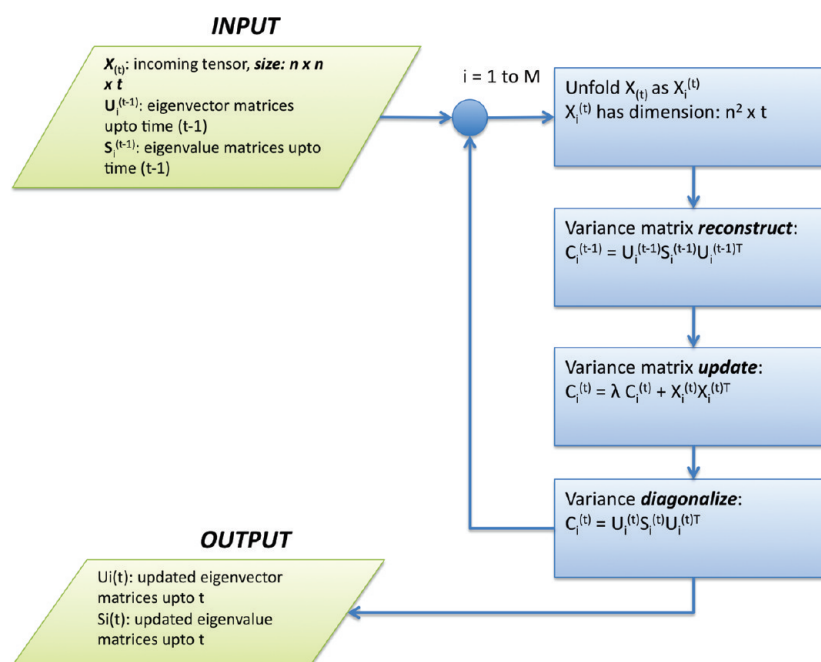 INPUT
X(t): incoming tensor, size: n x n
x t
Ui(t-1): eigenvector matrices
upto time (t-1)
Si(t-1): eigenvalue matrices upto
time (t-1)
i = 1 to M
Unfold X(t) as Xi(t)
Xi(t) has dimension: n² x t
Variance matrix reconstruct:
Ci(t-1) = Ui(t-1)Si(t-1)Ui(t-1)T
Variance matrix update:
Ci(t) = λ Ci(t) + Xi(t)Xi(t)T
Variance diagonalize:
Ci(t) = Ui(t)Si(t)Ui(t)T
OUTPUT
Ui(t): updated eigenvector
matrices upto t
Si(t): updated eigenvalue
matrices upto t